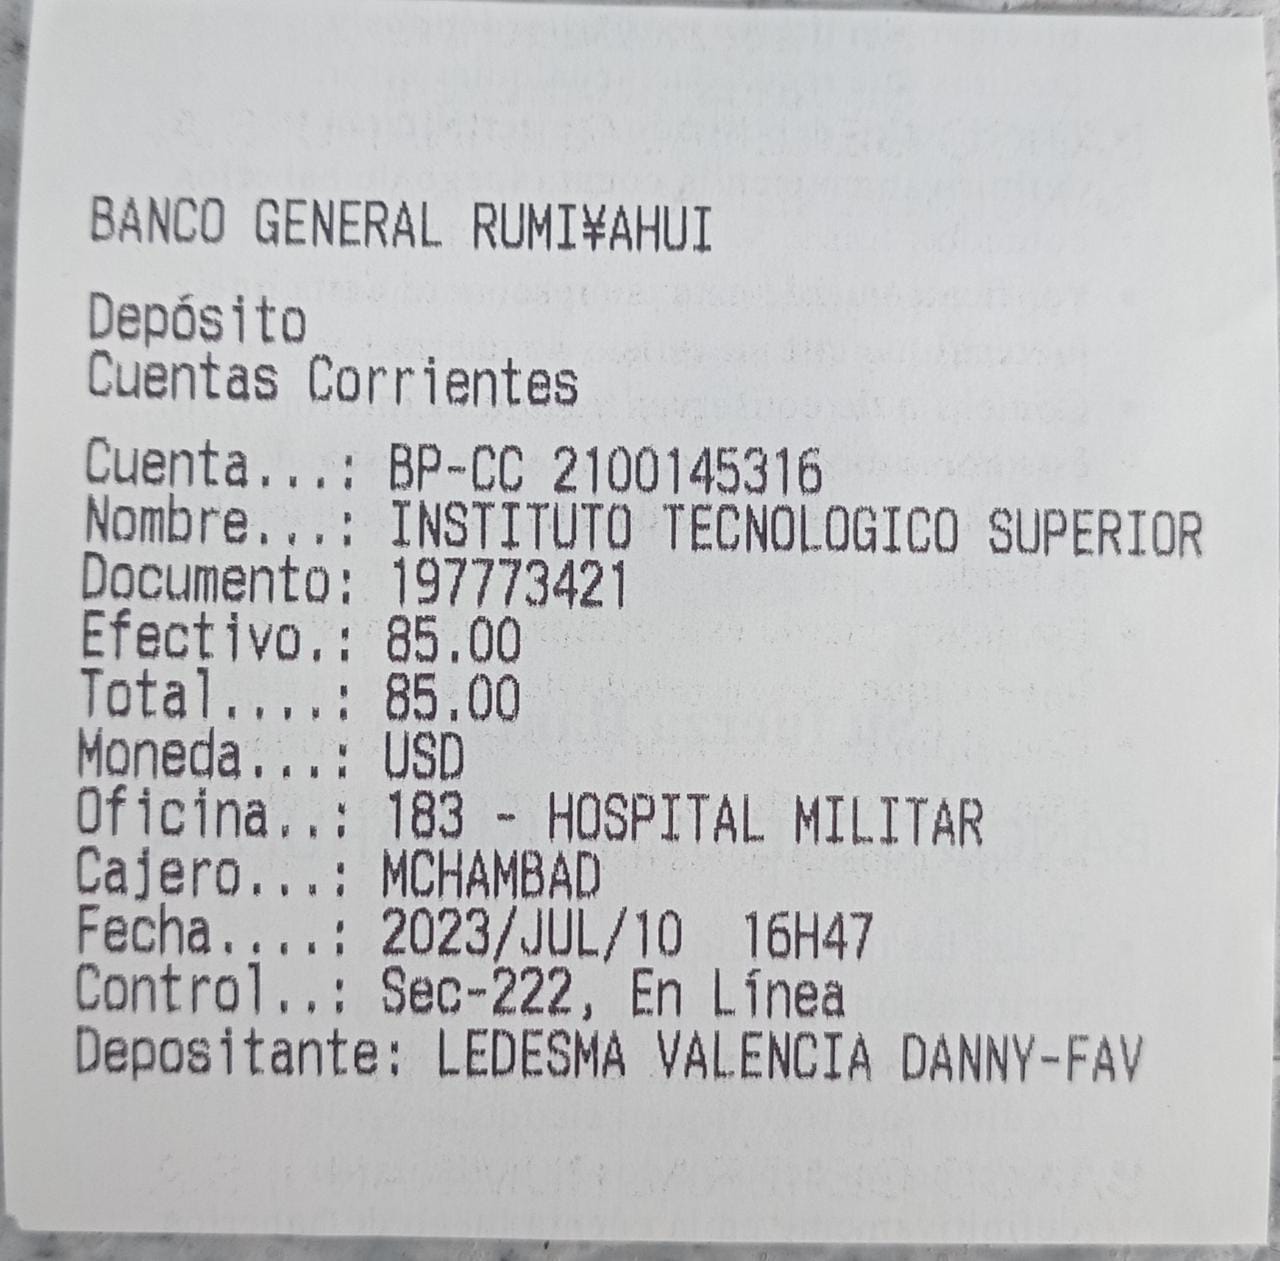 BANCO GENERAL RUMI¥AHUI
Depósito
Cuentas Corrientes
Cuenta...: BP-CC 2100145316
Nombre...: INSTITUTO TECNOLOGICO SUPERIOR
Documento: 197773421
Efectivo.: 85.00
Total....: 85.00
Moneda...: USD
Oficina..: 183 - HOSPITAL MILITAR
Cajero...: MCHAMBAD
Fecha....: 2023/JUL/10  16H47
Control..: Sec-222, En Línea
Depositante: LEDESMA VALENCIA DANNY-FAV